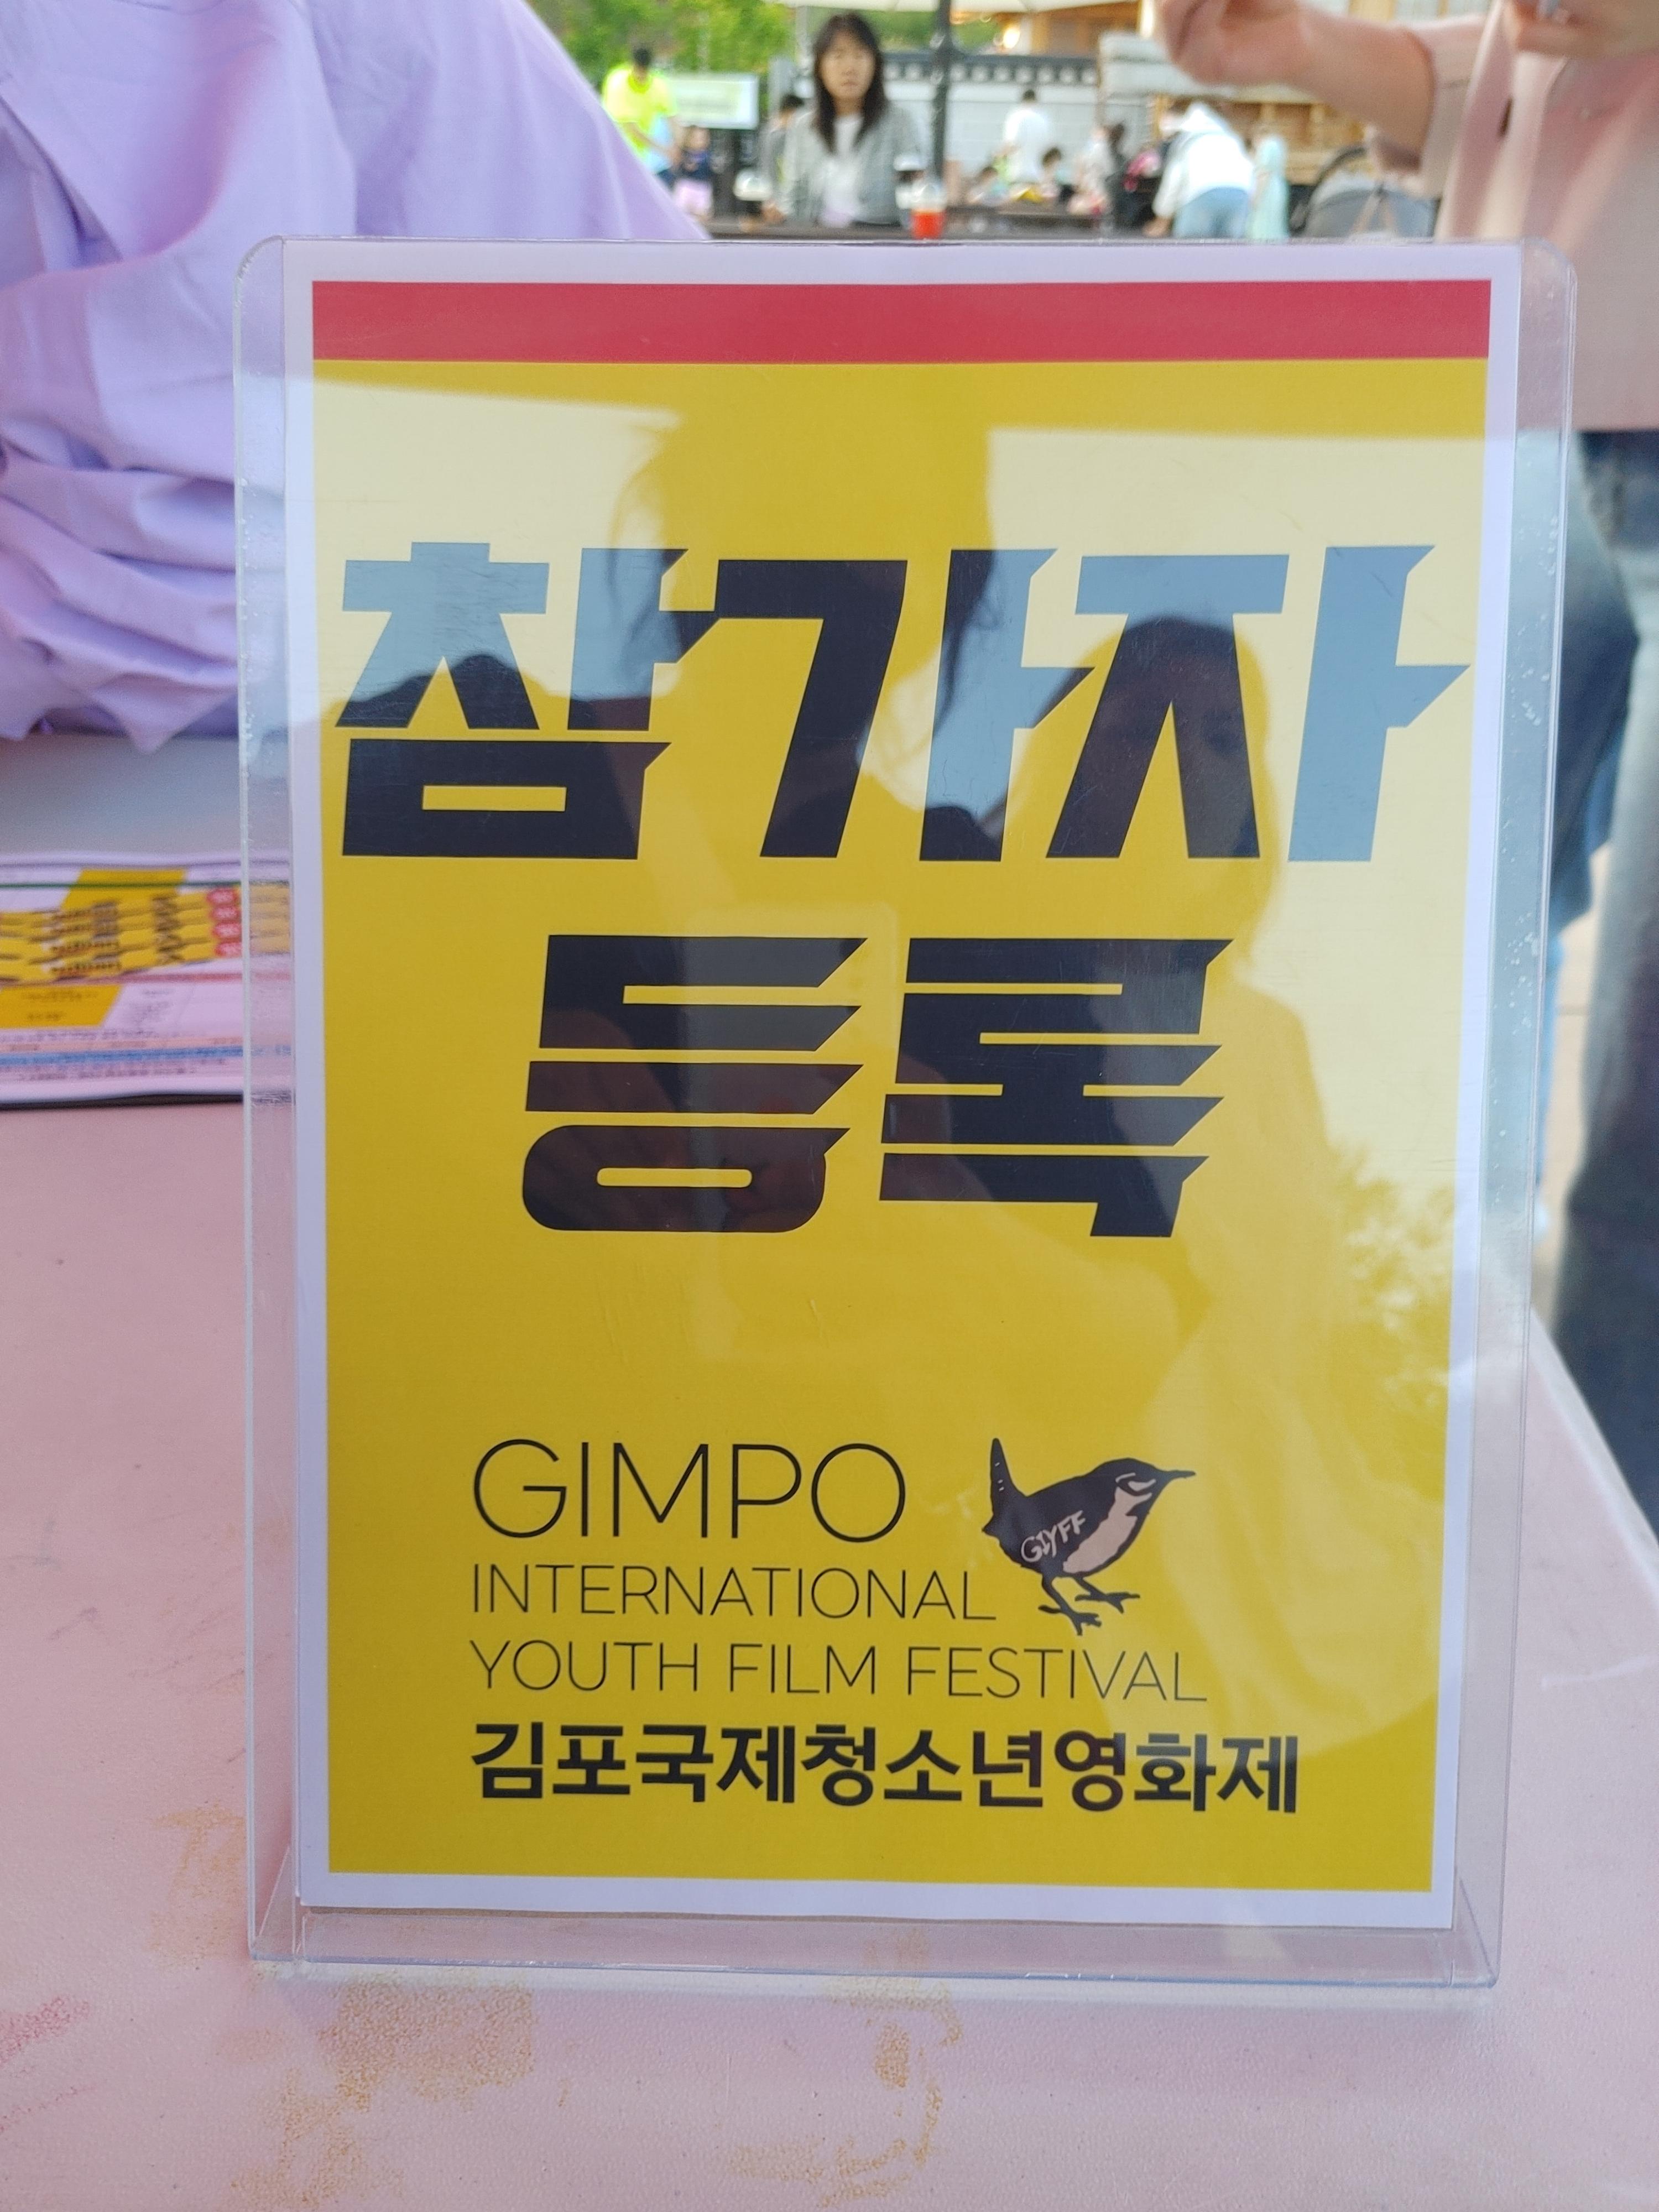 참가자
등록
GIMPO
GIYFF
INTERNATIONAL
YOUTH FILM FESTIVAL
김포국제청소년영화제